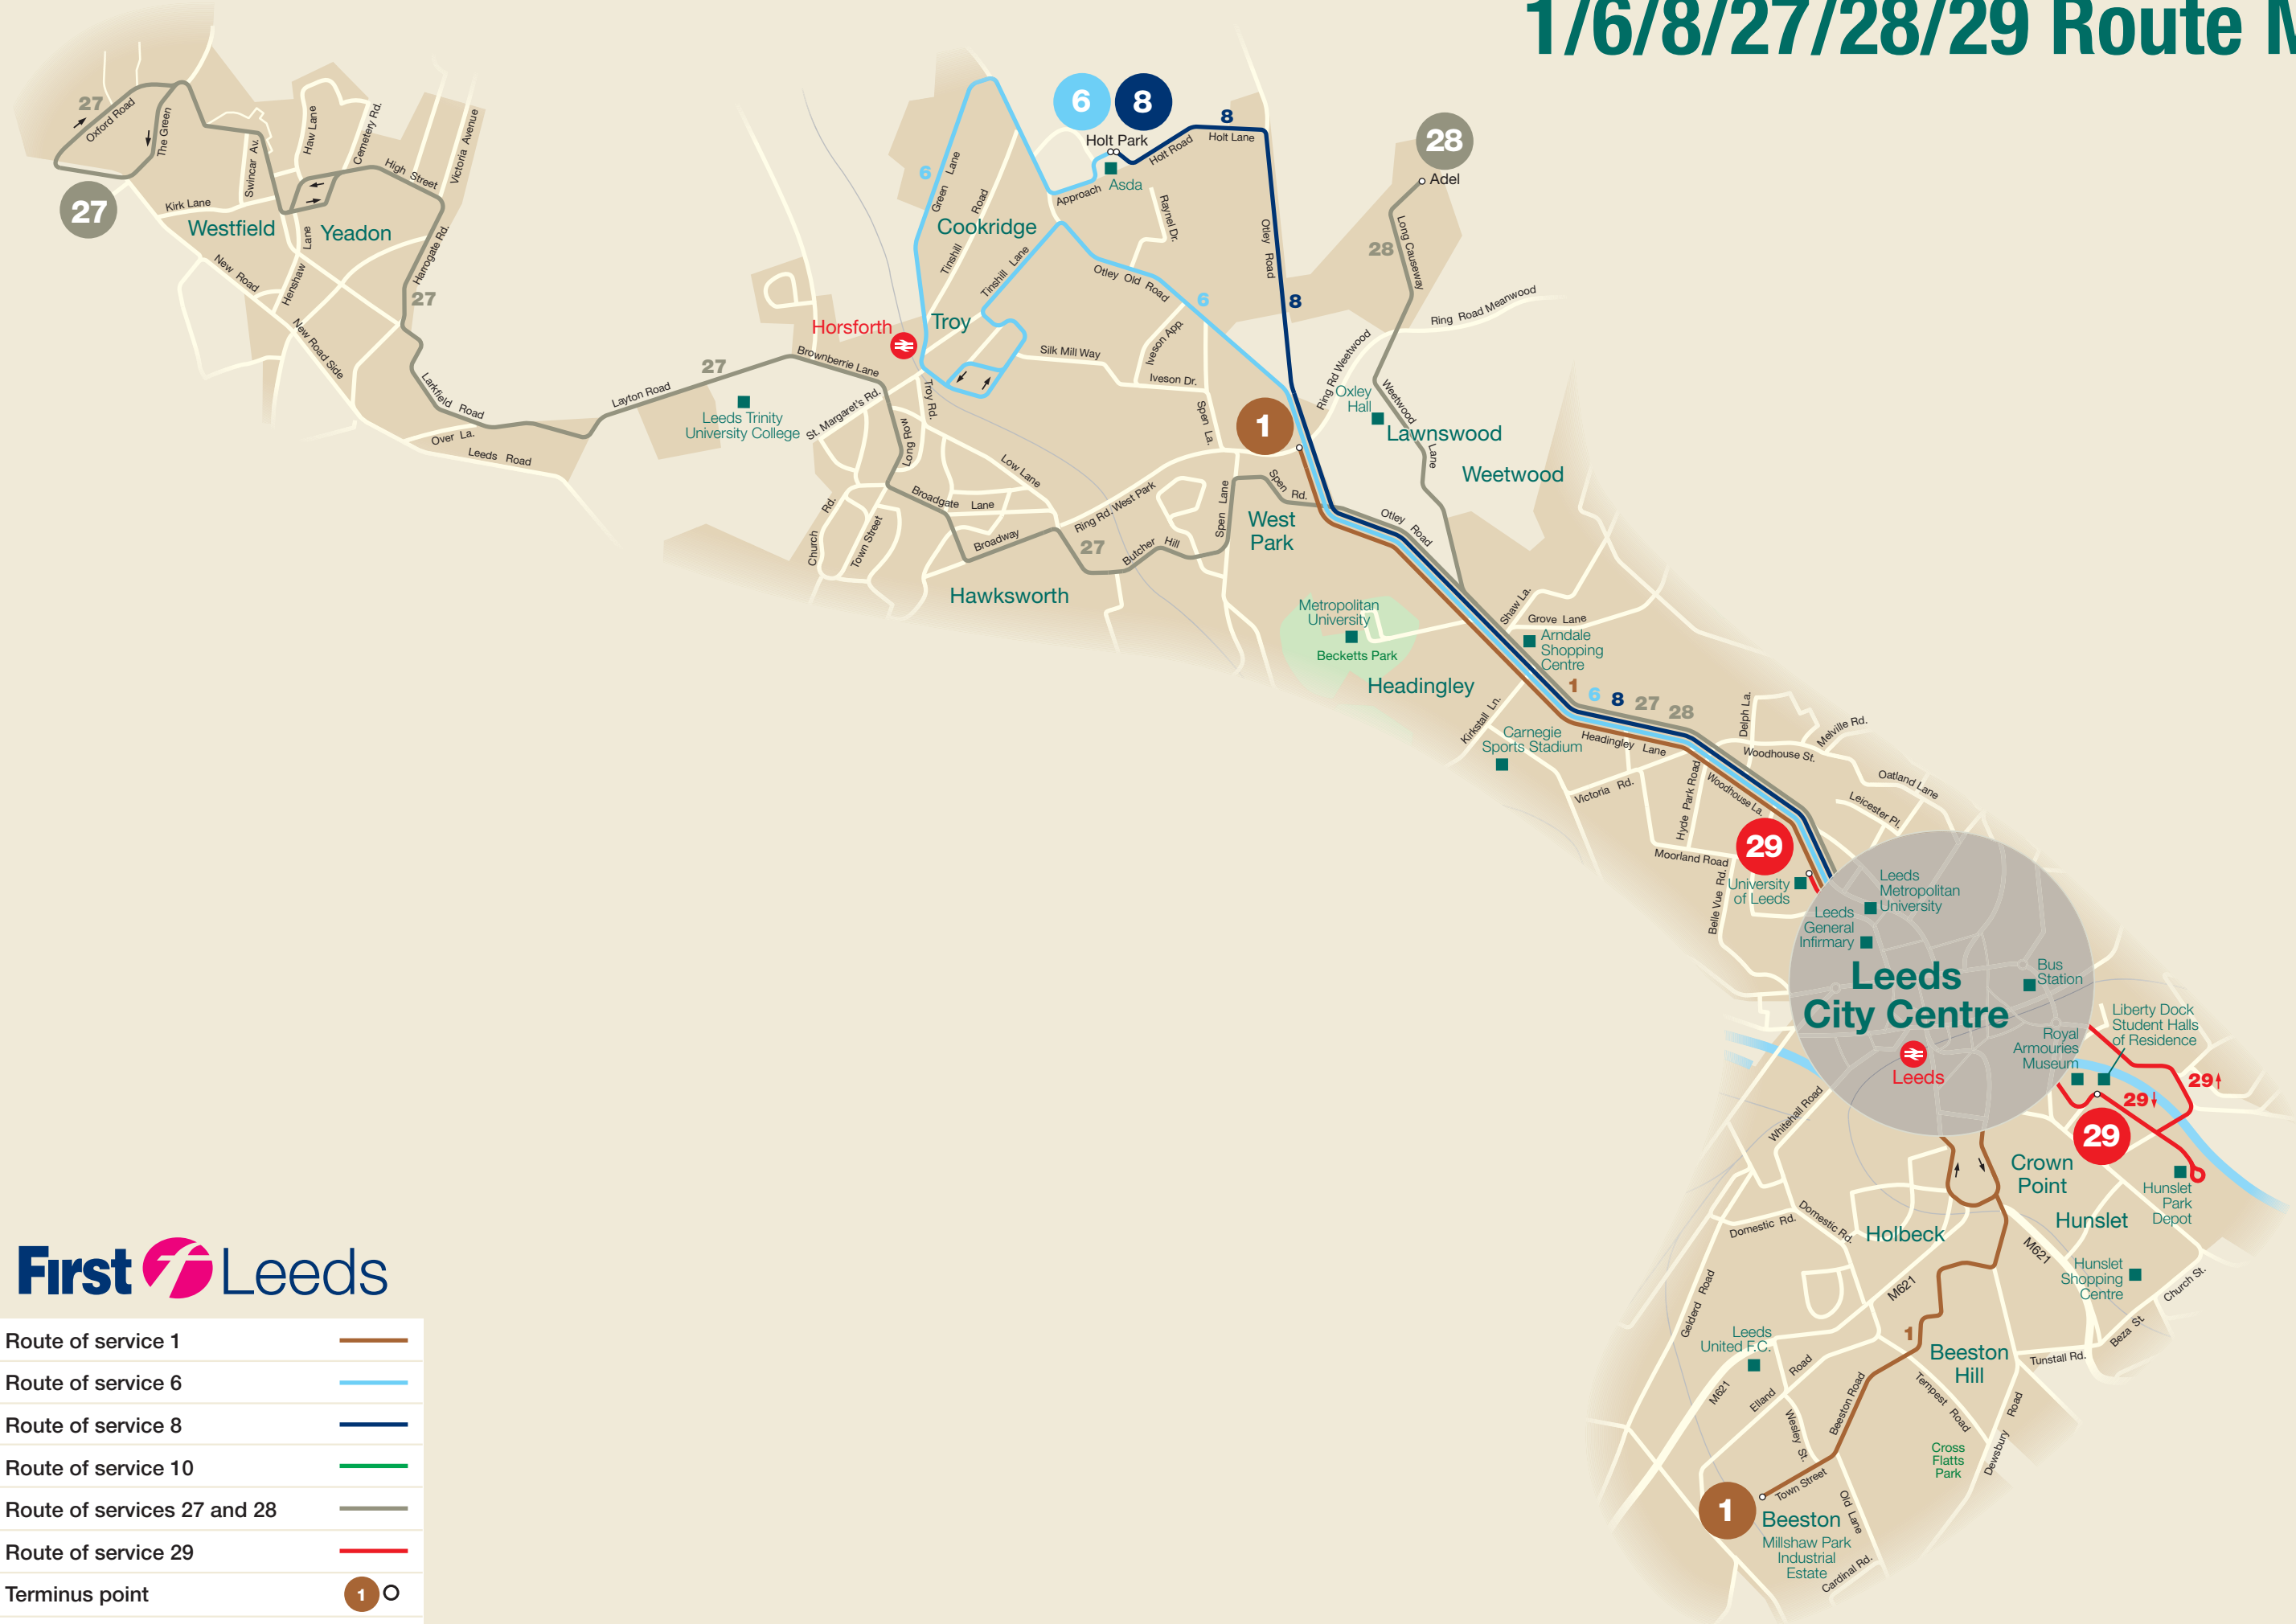 1/6/8/27/28/29 Route M
27
Oxford Road
The Green
27
Kirk Lane
Westfield
Swincar Av.
Haw Lane
Cemetery Rd.
High Street
Victoria Avenue
Yeadon
Henshaw Lane
New Road
New Road Side
Harrogate Rd.
27
Larkfield Road
Over La.
Leeds Road
Layton Road
27
Leeds Trinity
University College
Brownberrie Lane
Horsforth
St. Margaret's Rd.
Troy Rd.
Long Row
Low Lane
Broadgate Lane
Church Rd.
Town Street
Broadway
Ring Rd. West Park
27
Butcher Hill
Hawksworth
6
Green Lane
Cookridge
Tinshill Road
Tinshill Lane
Troy
6
8
Holt Park
Asda
Approach
Holt Road
8
Holt Lane
Raynel Dr.
Otley Road
8
Otley Old Road
6
Silk Mill Way
Iveson App.
Iveson Dr.
Spen La.
Spen Lane
Spen Rd.
1
West
Park
28
Adel
28
Long Causeway
Ring Road Meanwood
Ring Rd Weetwood
Oxley
Hall
Weetwood Lane
Lawnswood
Weetwood
Otley Road
Metropolitan
University
Becketts Park
Headingley
Shaw La.
Grove Lane
Arndale
Shopping
Centre
1
6
8
27
28
Kirkstall Ln.
Carnegie
Sports Stadium
Headingley Lane
Victoria Rd.
Hyde Park Road
Woodhouse La.
Delph La.
Woodhouse St.
Melville Rd.
Oatland Lane
Leicester Pl.
Moorland Road
Belle Vue Rd.
29
University
of Leeds
Leeds
Metropolitan
University
Leeds
General
Infirmary
Leeds
City Centre
Bus
Station
Leeds
Royal
Armouries
Museum
Liberty Dock
Student Halls
of Residence
29
29
29
Crown
Point
Hunslet
Park
Depot
Hunslet
Whitehall Road
Domestic Rd.
Domestic Rd.
Holbeck
M621
M621
Hunslet
Shopping
Centre
Church St.
Beza St.
Tunstall Rd.
Gelderd Road
Leeds
United F.C.
M621
Elland Road
Wesley St.
Beeston Road
1
Beeston
Hill
Tempest Road
Dewsbury Road
Cross
Flatts
Park
1
Town Street
Beeston
Old Lane
Millshaw Park
Industrial
Estate
Cardinal Rd.
First Leeds
Route of service 1
Route of service 6
Route of service 8
Route of service 10
Route of services 27 and 28
Route of service 29
Terminus point 1